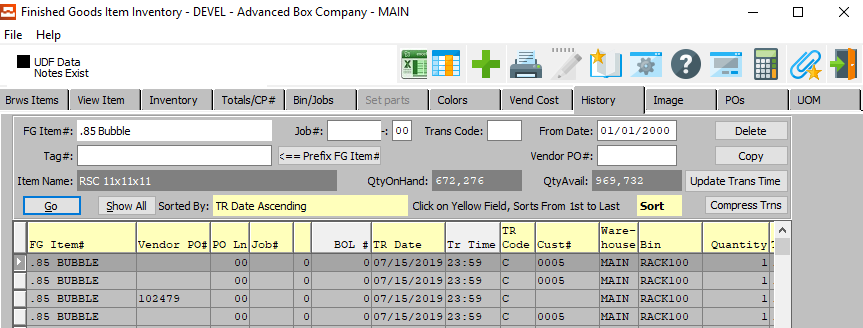 Finished Goods Item Inventory - DEVEL - Advanced Box Company - MAIN
File Help
UDF Data
Notes Exist
Brws Items View Item Inventory Totals/CP# Bin/Jobs Set parts Colors Vend Cost History Image POs UOM
FG Item#: .85 Bubble Job#: -: 00 Trans Code: From Date: 01/01/2000 Delete
Tag#: <== Prefix FG Item# Vendor PO#: Copy
Item Name: RSC 11x11x11 QtyOnHand: 672,276 QtyAvail: 969,732 Update Trans Time
Go Show All Sorted By: TR Date Ascending Click on Yellow Field, Sorts From 1st to Last Sort Compress Trns
TR Ware-
FG Item# Vendor PO# PO Ln Job# BOL # TR Date Tr Time Code Cust# house Bin Quantity
.85 BUBBLE 00 0 0 07/15/2019 23:59 C 0005 MAIN RACK100 1
.85 BUBBLE 00 0 0 07/15/2019 23:59 C 0005 MAIN RACK100 1
.85 BUBBLE 102479 00 0 0 07/15/2019 23:59 C MAIN RACK100 1
.85 BUBBLE 00 0 0 07/15/2019 23:59 C 0005 MAIN RACK100 1